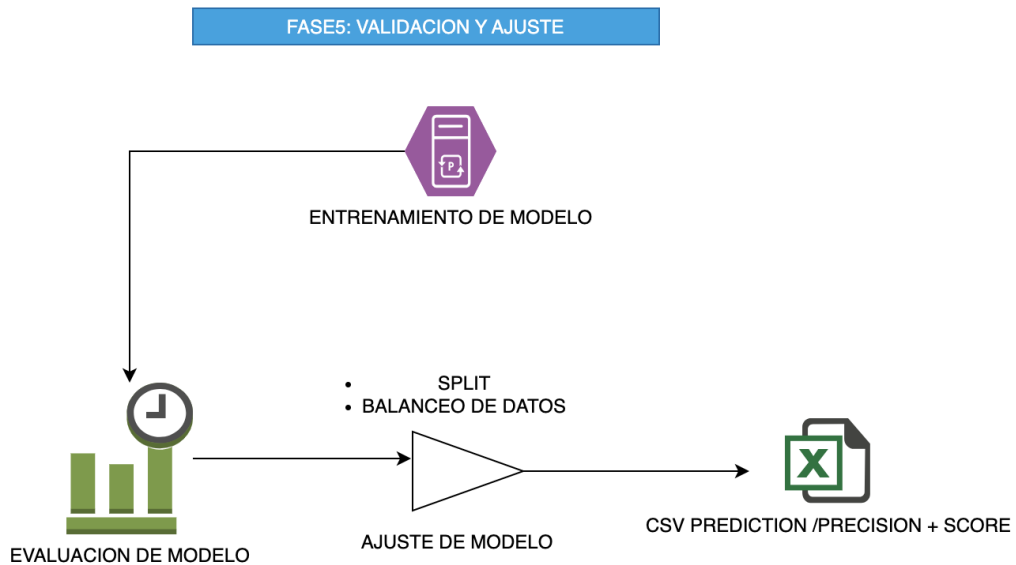 FASE5: VALIDACION Y AJUSTE
P
ENTRENAMIENTO DE MODELO
• SPLIT
• BALANCEO DE DATOS
X
CSV PREDICTION /PRECISION + SCORE
AJUSTE DE MODELO
EVALUACION DE MODELO